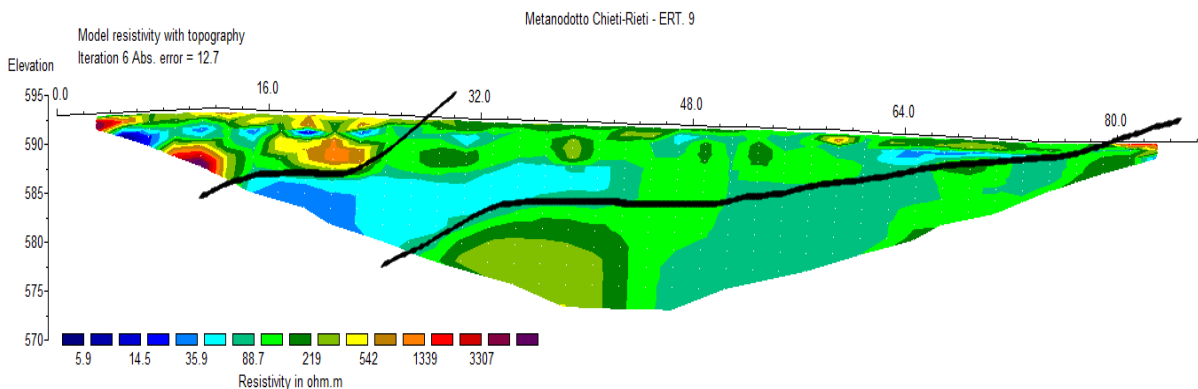 Metanodotto Chieti-Rieti - ERT. 9
Model resistivity with topography
Iteration 6 Abs. error = 12.7
Elevation
0.0 16.0 32.0 48.0 64.0 80.0
595
590
585
580
575
570
5.9 14.5 35.9 88.7 219 542 1339 3307
Resistivity in ohm.m